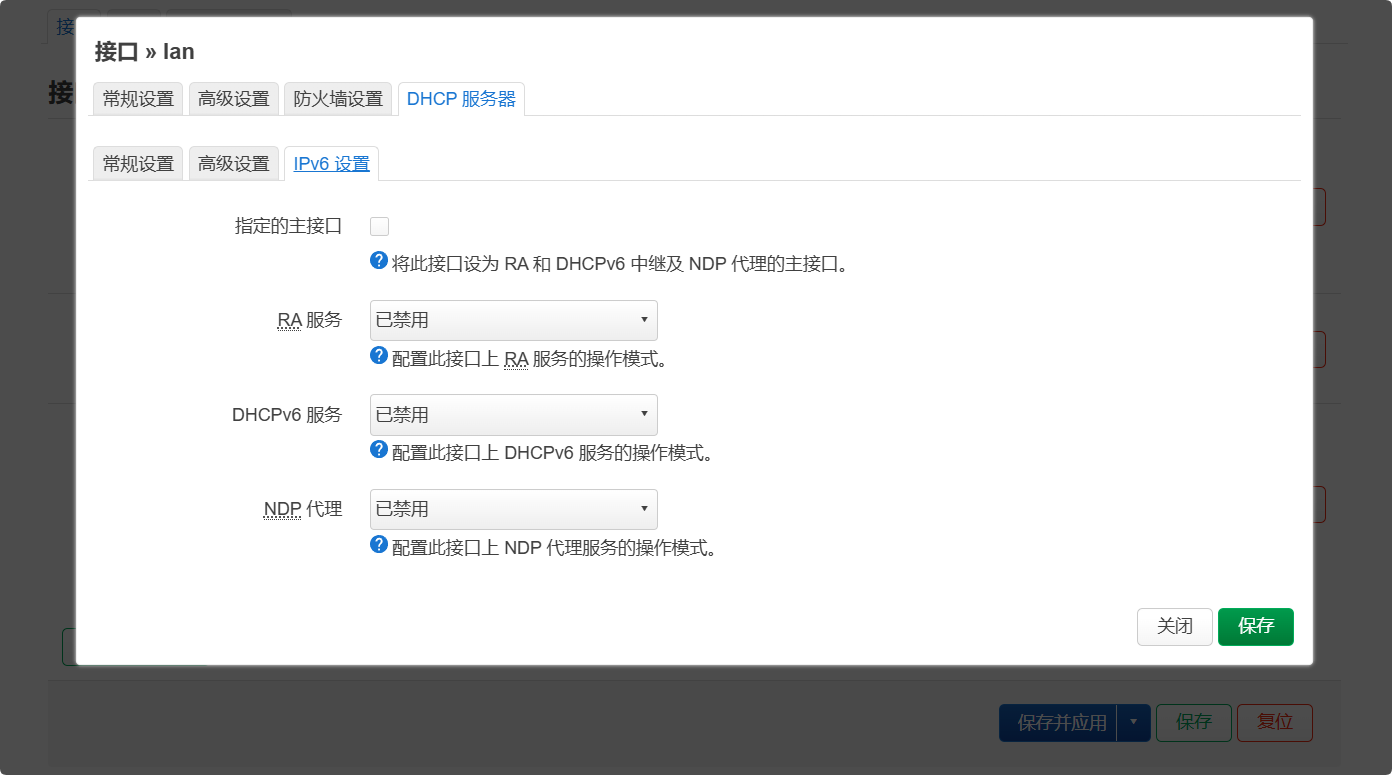 接
接口 » lan
常规设置 高级设置 防火墙设置 DHCP 服务器
接
常规设置 高级设置 IPv6 设置
指定的主接口
将此接口设为 RA 和 DHCPv6 中继及 NDP 代理的主接口。
RA 服务 已禁用
配置此接口上 RA 服务的操作模式。
DHCPv6 服务 已禁用
配置此接口上 DHCPv6 服务的操作模式。
NDP 代理 已禁用
配置此接口上 NDP 代理服务的操作模式。
关闭 保存
保存并应用 保存 复位